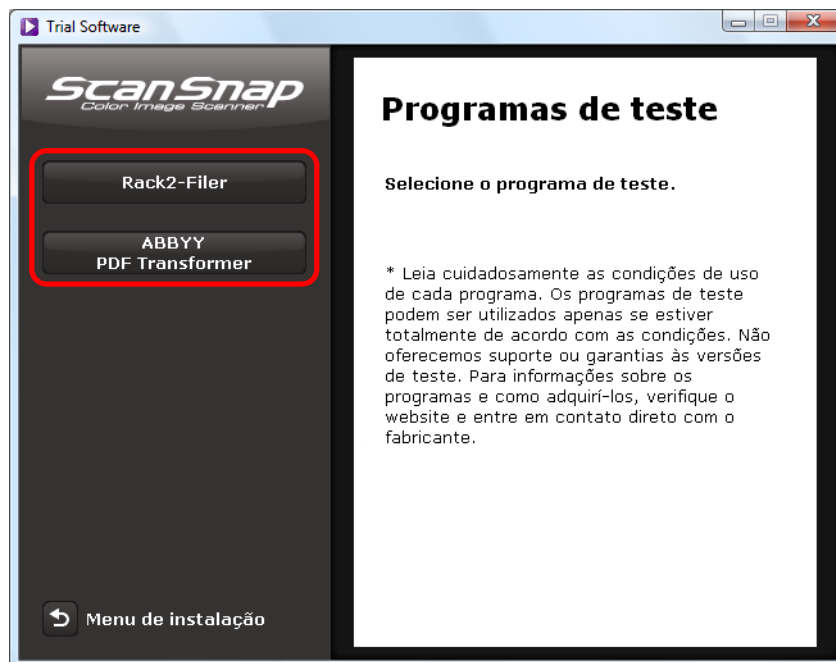 Trial Software
ScanSnap
Color Image Scanner
Rack2-Filer
ABBYY
PDF Transformer
Menu de instalação
Programas de teste
Selecione o programa de teste.
* Leia cuidadosamente as condições de uso
de cada programa. Os programas de teste
podem ser utilizados apenas se estiver
totalmente de acordo com as condições. Não
oferecemos suporte ou garantias às versões
de teste. Para informações sobre os
programas e como adquirí-los, verifique o
website e entre em contato direto com o
fabricante.